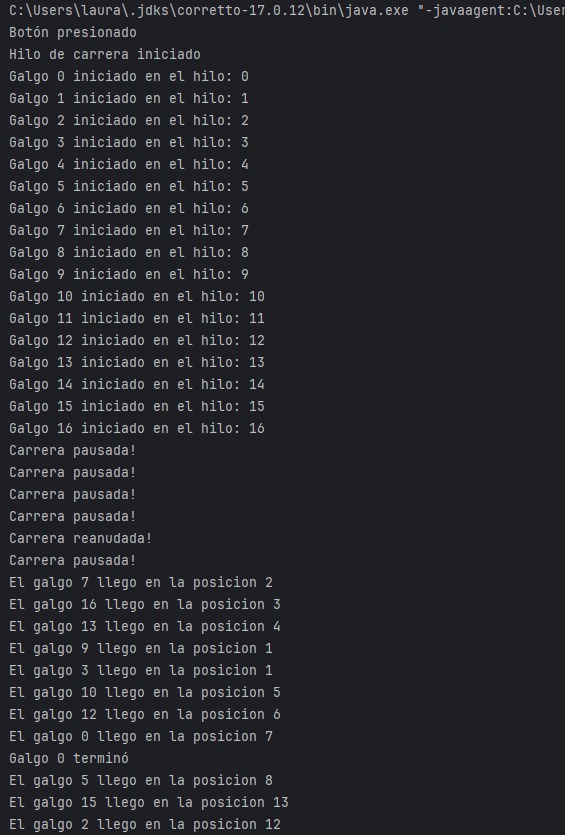 C:\Users\laura\.jdks\corretto-17.0.12\bin\java.exe "-javaagent:C:\User
Botón presionado
Hilo de carrera iniciado
Galgo 0 iniciado en el hilo: 0
Galgo 1 iniciado en el hilo: 1
Galgo 2 iniciado en el hilo: 2
Galgo 3 iniciado en el hilo: 3
Galgo 4 iniciado en el hilo: 4
Galgo 5 iniciado en el hilo: 5
Galgo 6 iniciado en el hilo: 6
Galgo 7 iniciado en el hilo: 7
Galgo 8 iniciado en el hilo: 8
Galgo 9 iniciado en el hilo: 9
Galgo 10 iniciado en el hilo: 10
Galgo 11 iniciado en el hilo: 11
Galgo 12 iniciado en el hilo: 12
Galgo 13 iniciado en el hilo: 13
Galgo 14 iniciado en el hilo: 14
Galgo 15 iniciado en el hilo: 15
Galgo 16 iniciado en el hilo: 16
Carrera pausada!
Carrera pausada!
Carrera pausada!
Carrera pausada!
Carrera reanudada!
Carrera pausada!
El galgo 7 llego en la posicion 2
El galgo 16 llego en la posicion 3
El galgo 13 llego en la posicion 4
El galgo 9 llego en la posicion 1
El galgo 3 llego en la posicion 1
El galgo 10 llego en la posicion 5
El galgo 12 llego en la posicion 6
El galgo 0 llego en la posicion 7
Galgo 0 terminó
El galgo 5 llego en la posicion 8
El galgo 15 llego en la posicion 13
El galgo 2 llego en la posicion 12